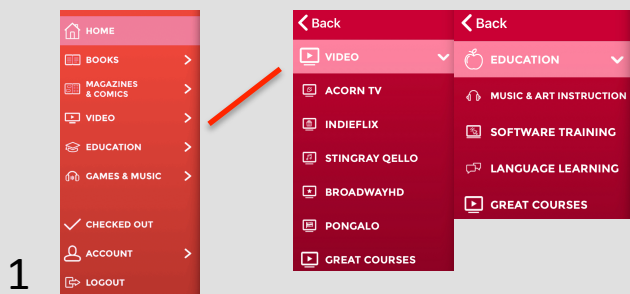 HOME
BOOKS
MAGAZINES
& COMICS
VIDEO
EDUCATION
GAMES & MUSIC
CHECKED OUT
ACCOUNT
LOGOUT
1
Back
VIDEO
ACORN TV
INDIEFLIX
STINGRAY QELLO
BROADWAYHD
PONGALO
GREAT COURSES
Back
EDUCATION
MUSIC & ART INSTRUCTION
SOFTWARE TRAINING
LANGUAGE LEARNING
GREAT COURSES